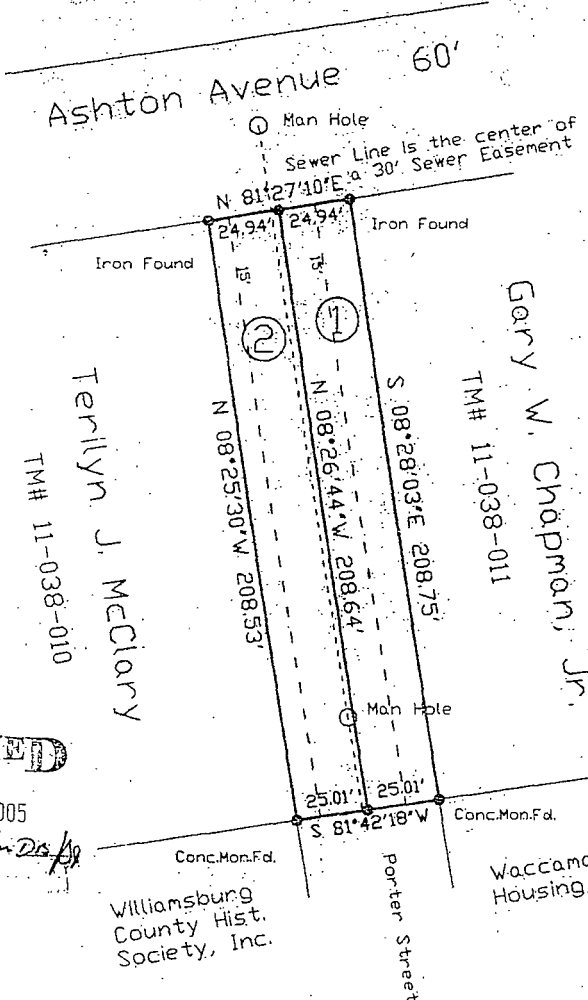 Ashton Avenue 60'
Man Hole
Sewer Line is the center of
a 30' Sewer Easement
N 81°27'10"E
24.94' 24.94'
Iron Found
Iron Found
15'
15'
2
1
N 08°25'30"W 208.53'
N 08°26'44"W 208.64'
S 08°28'03"E 208.75'
Terilyn J. McClary
TM# 11-038-010
Gary W. Chapman, Jr.
TM# 11-038-011
Man Hole
25.01' 25.01'
S 81°42'18"W
Conc.Mon.Fd.
Conc.Mon.Fd.
Williamsburg
County Hist.
Society, Inc.
Porter Street
Housing
ED
005